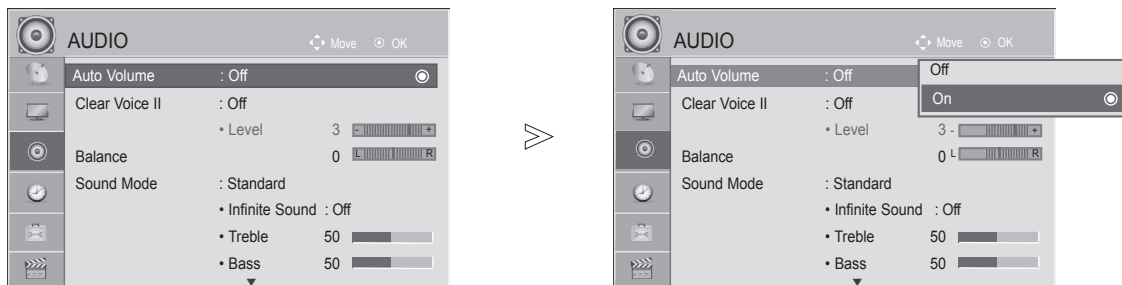 AUDIO Move OK
Auto Volume : Off
Clear Voice II : Off
• Level 3 - +
Balance 0 L R
Sound Mode : Standard
• Infinite Sound : Off
• Treble 50
• Bass 50
AUDIO Move OK
Auto Volume : Off
Off
On
Clear Voice II : Off
• Level 3 - +
Balance 0 L R
Sound Mode : Standard
• Infinite Sound : Off
• Treble 50
• Bass 50